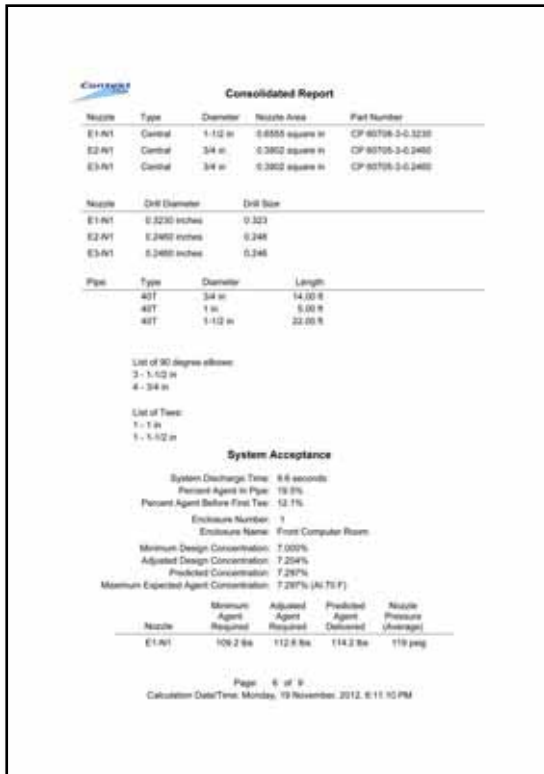 Consolidated Report
Nozzle Type Diameter Nozzle Area Part Number
E1-N1 Central 1-1/2 in 0.6555 square in CP 60706-3-0.3230
E2-N1 Central 3/4 in 0.3802 square in CP 60705-3-0.2460
E3-N1 Central 3/4 in 0.3802 square in CP 60705-3-0.2460
Nozzle Drill Diameter Drill Size
E1-N1 0.3230 inches 0.323
E2-N1 0.2460 inches 0.246
E3-N1 0.2460 inches 0.246
Pipe: Type Diameter Length
40T 3/4 in 14.00 ft
40T 1 in 5.00 ft
40T 1-1/2 in 22.00 ft
List of 90 degree elbows:
3 - 1-1/2 in
4 - 3/4 in
List of Tees:
1 - 1 in
1 - 1-1/2 in
System Acceptance
System Discharge Time: seconds
Percent Agent In Pipe:
Percent Agent Before First Tee: 12.1%
Enclosure Number: 1
Enclosure Name: Front Computer Room
Minimum Design Concentration: 7.000%
Adjusted Design Concentration: 7.204%
Predicted Concentration: 7.297%
Maximum Expected Agent Concentration: 7.297% (At 70 F)
Minimum Adjusted Predicted Nozzle
Agent Agent Agent Pressure
Nozzle Required Required Delivered (Average)
E1-N1 109.2 lbs 112.6 lbs 114.2 lbs 119 psig
Page: 6 of 9
Calculation Date/Time: Monday, 19 November, 2012, 6:11:10 PM